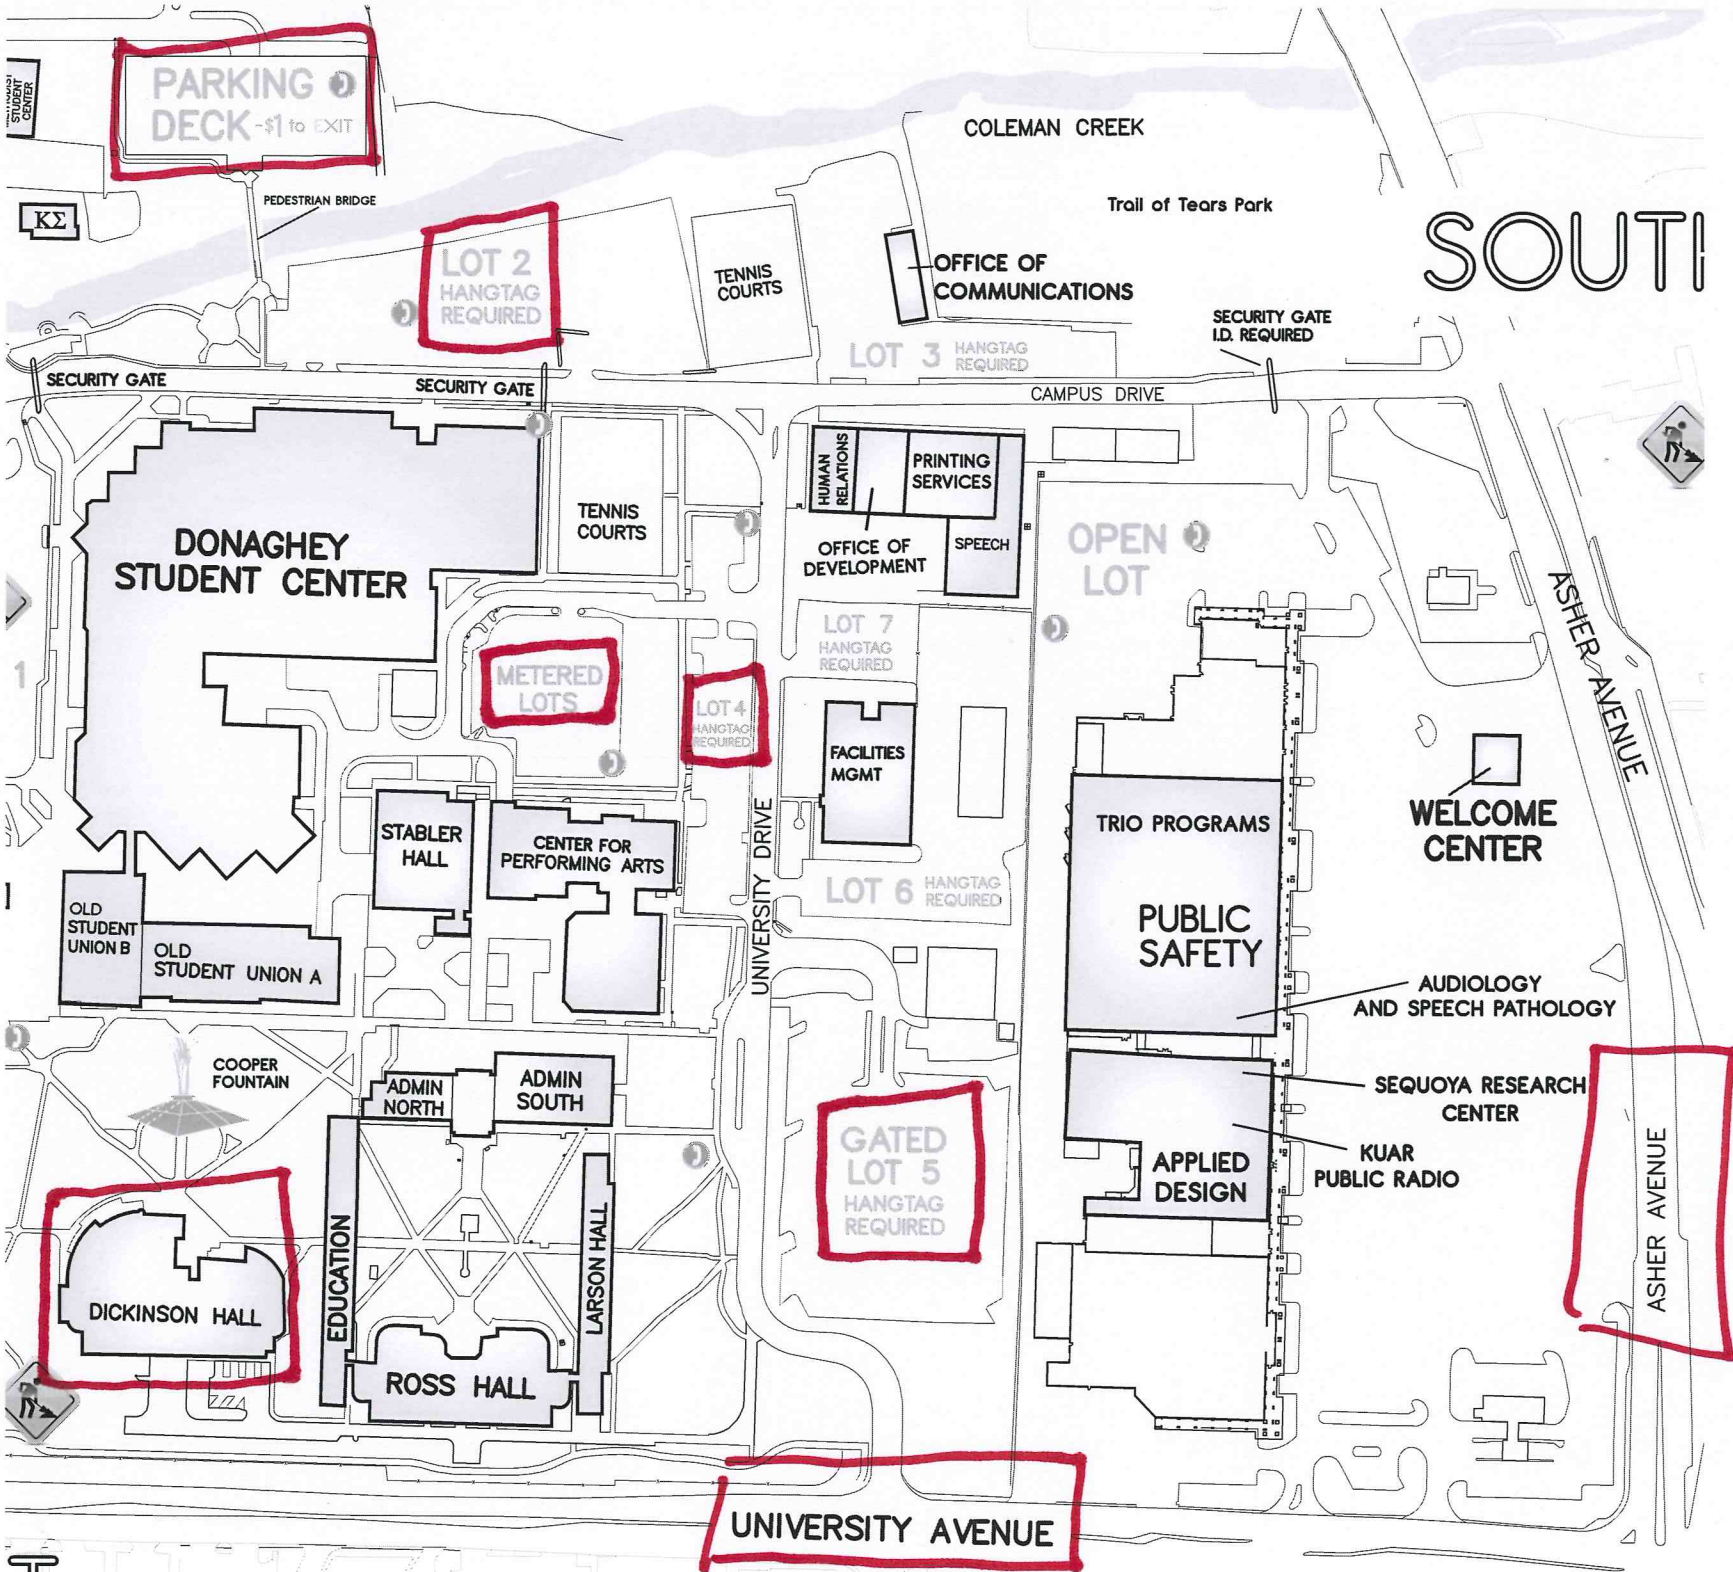 PARKING
DECK -$1 to EXIT
STUDENT
CENTER
COLEMAN CREEK
PEDESTRIAN BRIDGE
Trail of Tears Park
ΚΣ
SOUTH
LOT 2
HANGTAG
REQUIRED
TENNIS
COURTS
OFFICE OF
COMMUNICATIONS
SECURITY GATE
I.D. REQUIRED
LOT 3 HANGTAG
REQUIRED
SECURITY GATE
SECURITY GATE
CAMPUS DRIVE
HUMAN
RELATIONS
PRINTING
SERVICES
DONAGHEY
STUDENT CENTER
TENNIS
COURTS
OFFICE OF
DEVELOPMENT
SPEECH
OPEN
LOT
ASHER AVENUE
1
METERED
LOTS
LOT 4
HANGTAG
REQUIRED
LOT 7
HANGTAG
REQUIRED
FACILITIES
MGMT
STABLER
HALL
CENTER FOR
PERFORMING ARTS
UNIVERSITY DRIVE
TRIO PROGRAMS
WELCOME
CENTER
LOT 6 HANGTAG
REQUIRED
OLD
STUDENT
UNION B
OLD
STUDENT UNION A
PUBLIC
SAFETY
AUDIOLOGY
AND SPEECH PATHOLOGY
COOPER
FOUNTAIN
ADMIN
NORTH
ADMIN
SOUTH
SEQUOYA RESEARCH
CENTER
GATED
LOT 5
HANGTAG
REQUIRED
KUAR
PUBLIC RADIO
APPLIED
DESIGN
ASHER AVENUE
EDUCATION
LARSON HALL
DICKINSON HALL
ROSS HALL
UNIVERSITY AVENUE